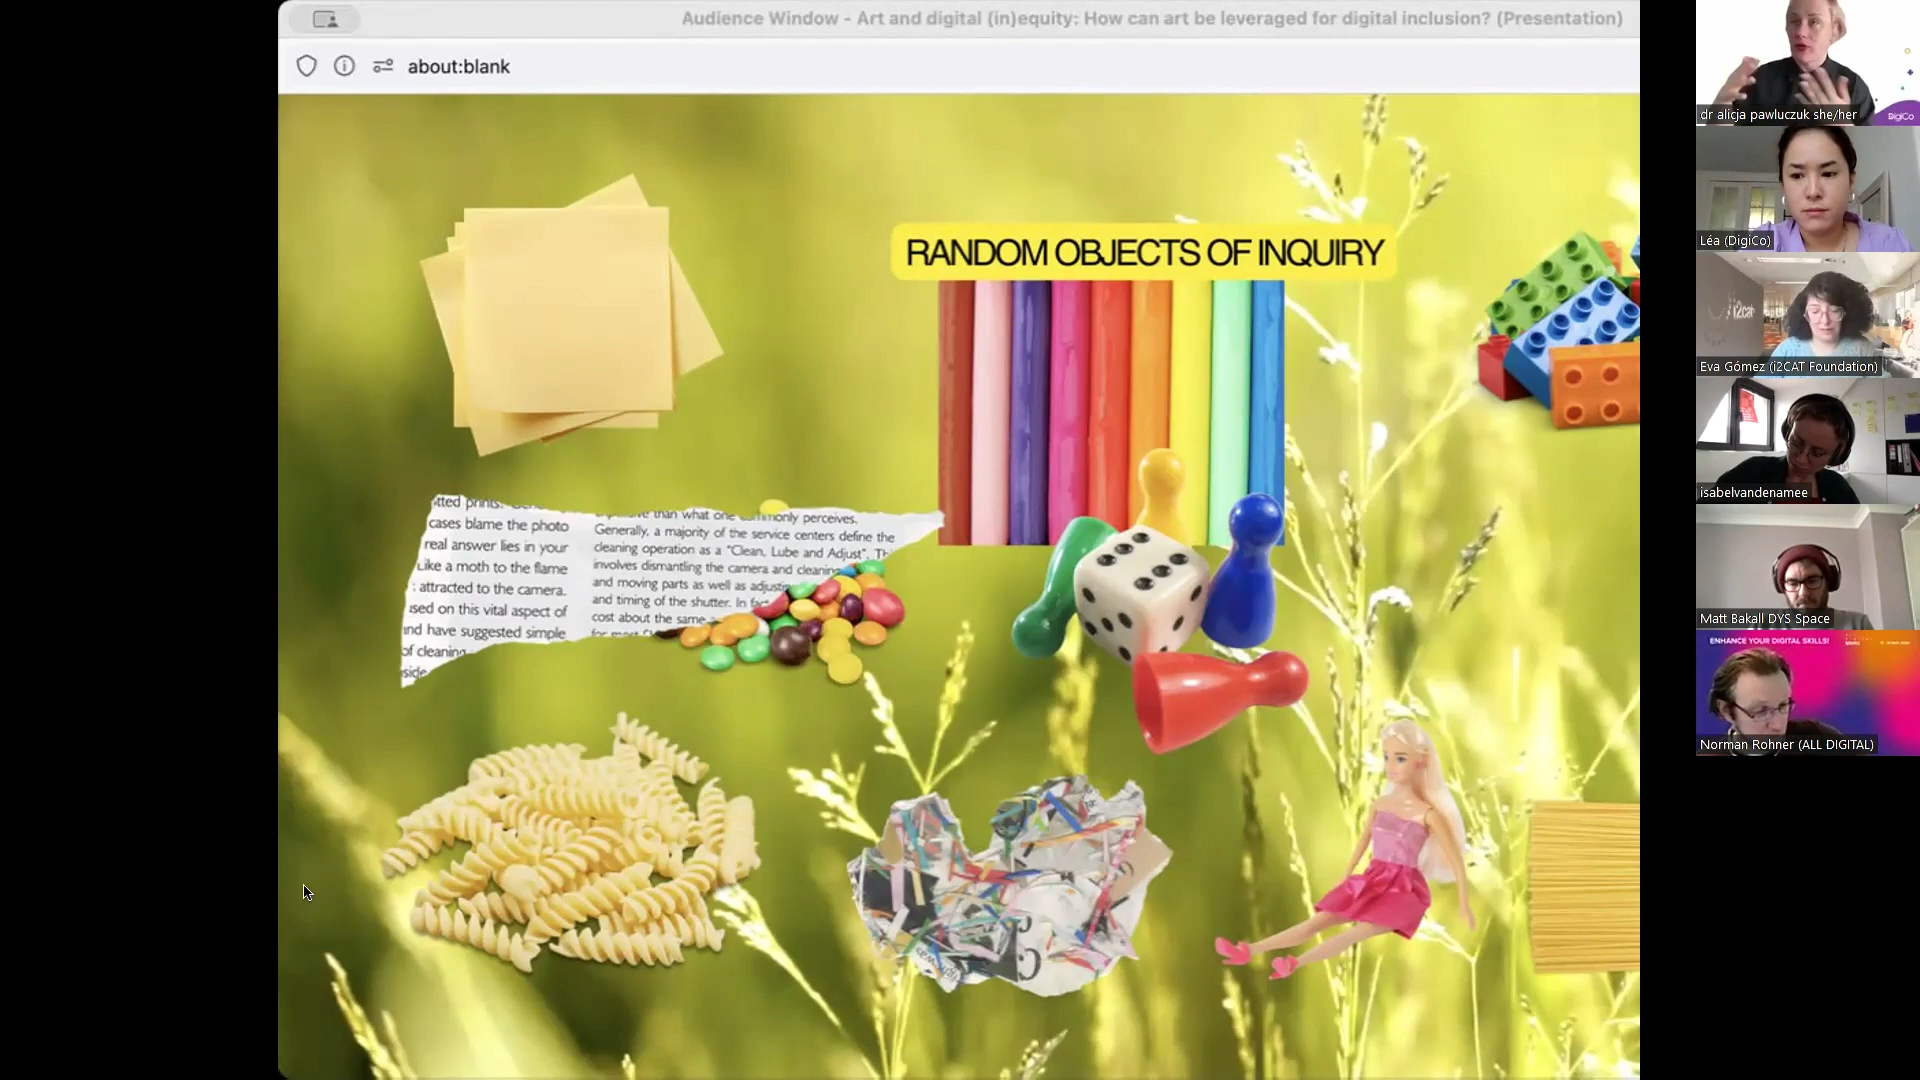 Audience Window - Art and digital (in)equity: How can art be leveraged for digital inclusion? (Presentation)
about:blank
RANDOM OBJECTS OF INQUIRY
cases blame the photo
real answer lies in your
Like a moth to the flame
attracted to the camera.
used on this vital aspect of
and have suggested simple
of cleaning
side
than what one commonly perceives.
Generally, a majority of the service centers define the
cleaning operation as a "Clean, Lube and Adjust".
involves dismantling the camera and cleaning
and moving parts as well as
and timing of the shutter. In
cost about the same
dr alicja pawluczuk she/her
DigiCo
Léa (DigiCo)
i2cat
Eva Gómez (i2CAT Foundation)
isabelvandenamee
Matt Bakall DYS Space
ENHANCE YOUR DIGITAL SKILLS!
Norman Rohner (ALL DIGITAL)